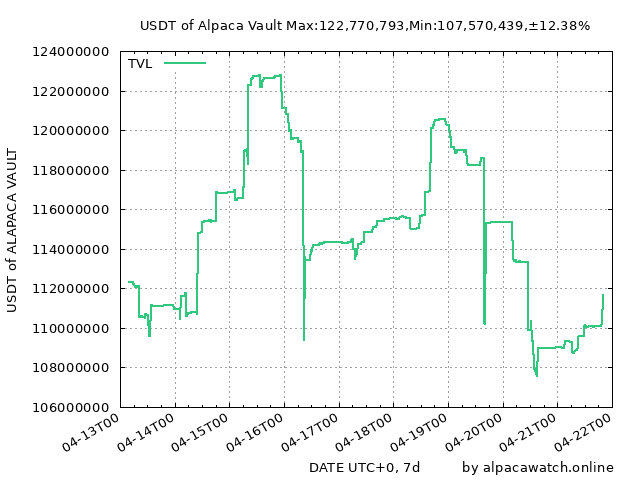 USDT of Alpaca Vault Max:122,770,793,Min:107,570,439,±12.38%
TVL
USDT of ALAPACA VAULT
124000000
122000000
120000000
118000000
116000000
114000000
112000000
110000000
108000000
106000000
04-13T00
04-14T00
04-15T00
04-16T00
04-17T00
04-18T00
04-19T00
04-20T00
04-21T00
04-22T00
DATE UTC+0, 7d
by alpacawatch.online